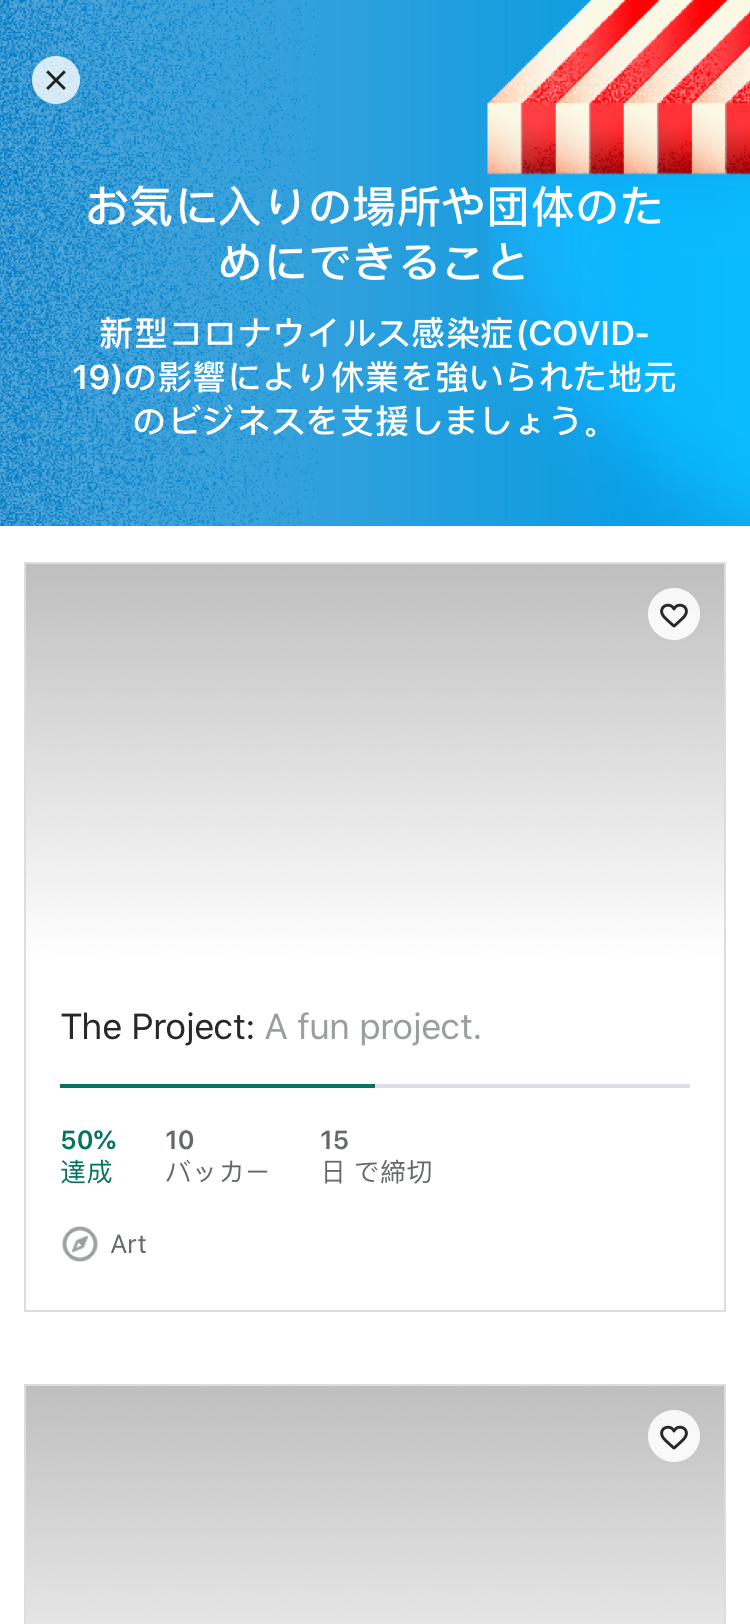 お気に入りの場所や団体のた
めにできること
新型コロナウイルス感染症(COVID-
19)の影響により休業を強いられた地元
のビジネスを支援しましょう。
The Project: A fun project.
50% 10 15
達成 バッカー 日 で締切
Art